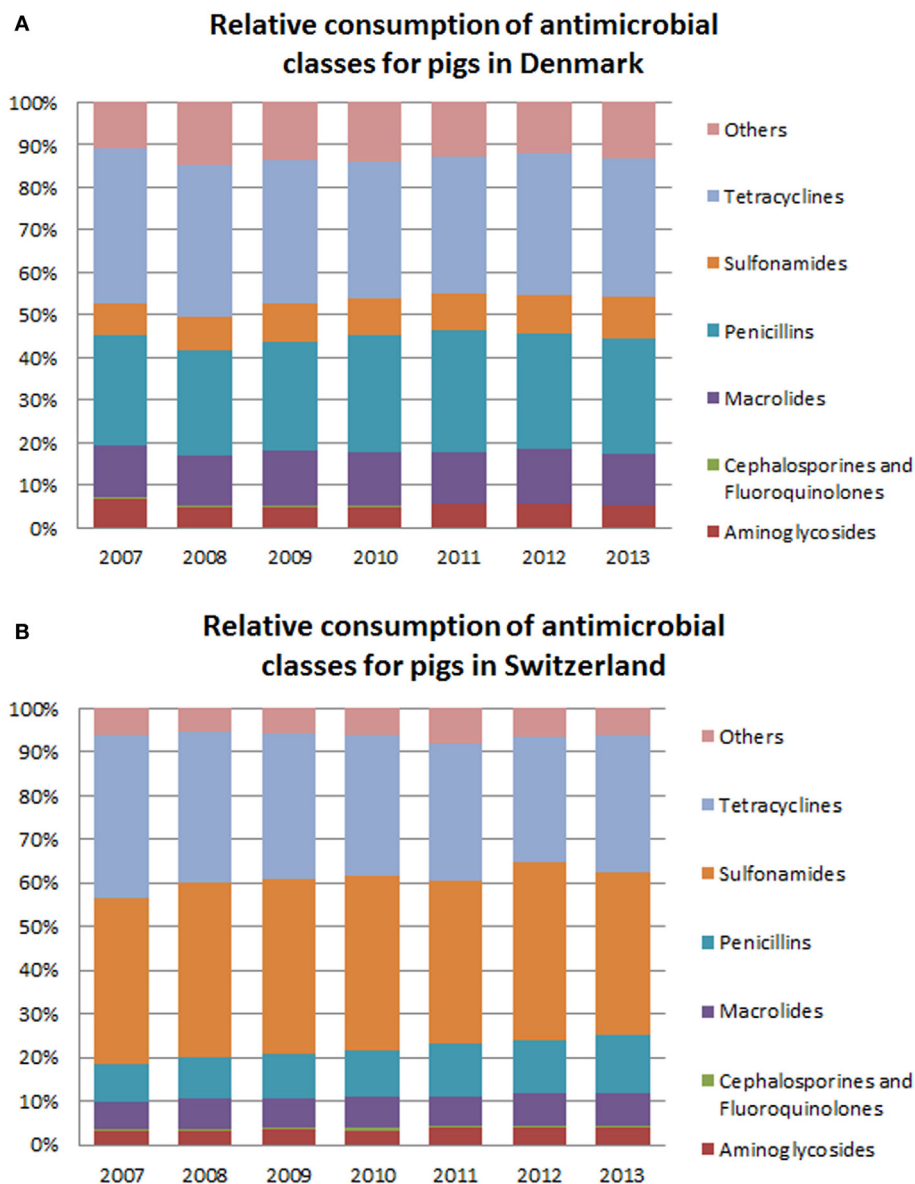 A
Relative consumption of antimicrobial
classes for pigs in Denmark
100%
90%
80%
70%
60%
50%
40%
30%
20%
10%
0%
2007 2008 2009 2010 2011 2012 2013
Others
Tetracyclines
Sulfonamides
Penicillins
Macrolides
Cephalosporines and
Fluoroquinolones
Aminoglycosides
B
Relative consumption of antimicrobial
classes for pigs in Switzerland
100%
90%
80%
70%
60%
50%
40%
30%
20%
10%
0%
2007 2008 2009 2010 2011 2012 2013
Others
Tetracyclines
Sulfonamides
Penicillins
Macrolides
Cephalosporines and
Fluoroquinolones
Aminoglycosides